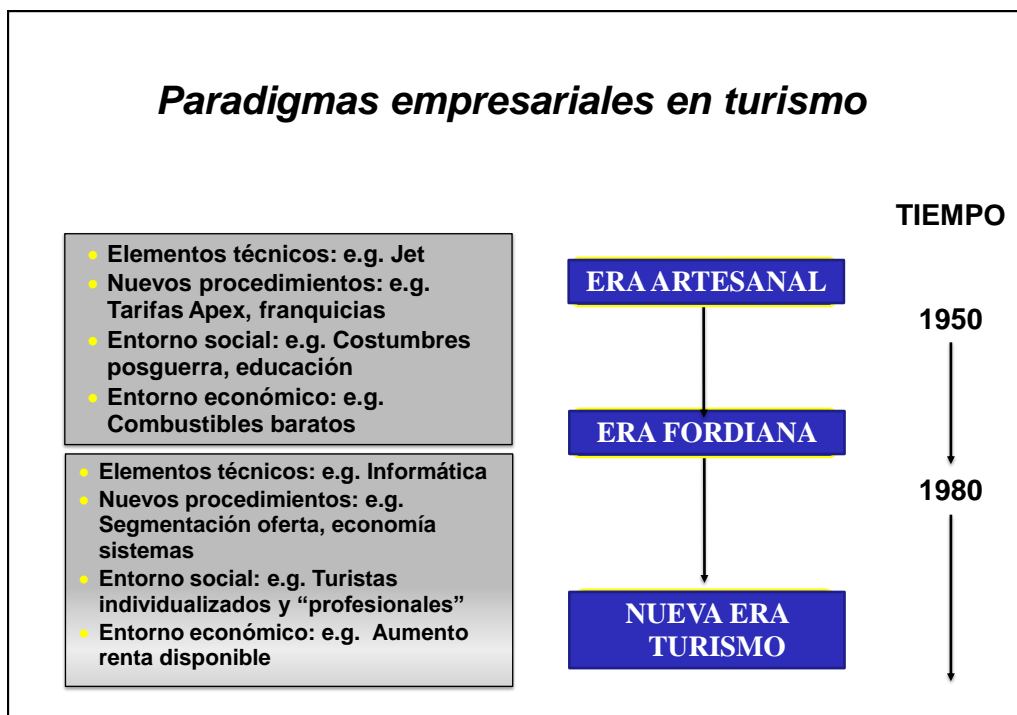 Paradigmas empresariales en turismo
TIEMPO
Elementos técnicos: e.g. Jet
Nuevos procedimientos: e.g.
Tarifas Apex, franquicias
Entorno social: e.g. Costumbres
posguerra, educación
Entorno económico: e.g.
Combustibles baratos
Elementos técnicos: e.g. Informática
Nuevos procedimientos: e.g.
Segmentación oferta, economía
sistemas
Entorno social: e.g. Turistas
individualizados y “profesionales”
Entorno económico: e.g. Aumento
renta disponible
ERA ARTESANAL
ERA FORDIANA
NUEVA ERA
TURISMO
1950
1980